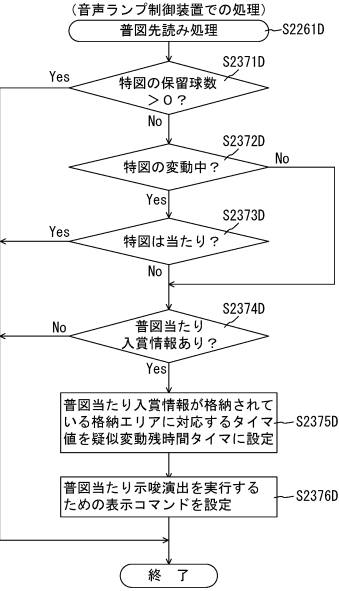 (音声ランプ制御装置での処理)
普図先読み処理
S2261D
S2371D
Yes
特図の保留球数
＞０？
No
S2372D
特図の変動中？
No
Yes
S2373D
Yes
特図は当たり？
No
S2374D
No
普図当たり
入賞情報あり？
Yes
普図当たり入賞情報が格納されて
いる格納エリアに対応するタイマ
値を疑似変動残時間タイマに設定
S2375D
普図当たり示唆演出を実行する
ための表示コマンドを設定
S2376D
終　了